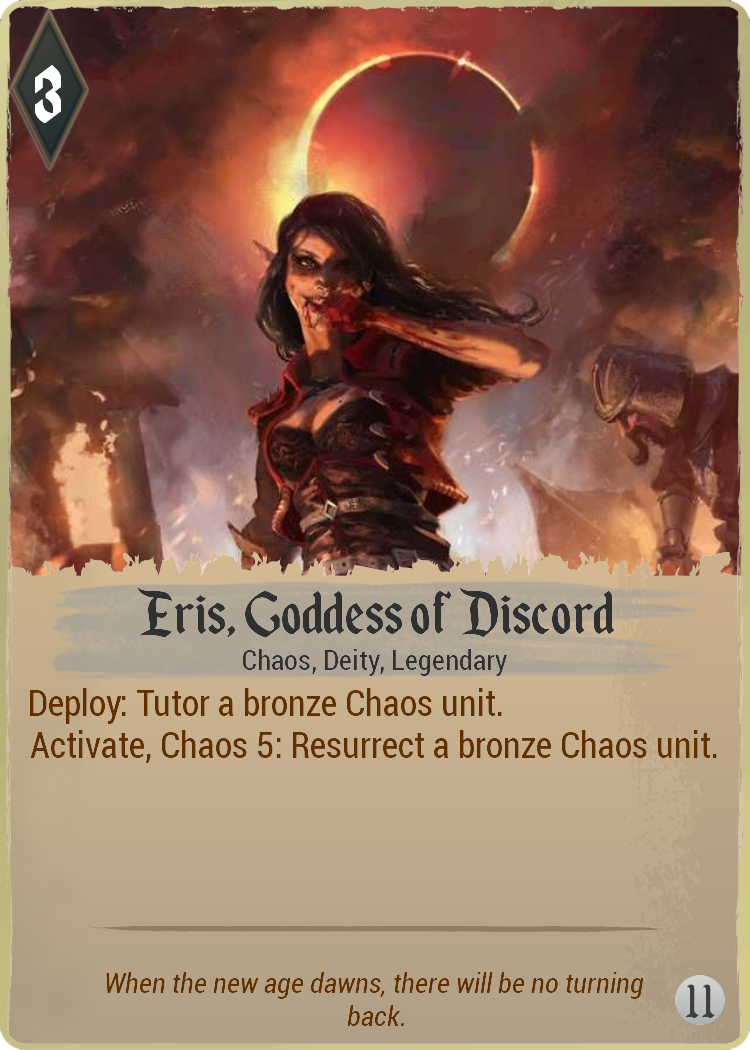 3
Eris, Goddess of Discord
Chaos, Deity, Legendary
Deploy: Tutor a bronze Chaos unit.
Activate, Chaos 5: Resurrect a bronze Chaos unit.
When the new age dawns, there will be no turning
back.
11